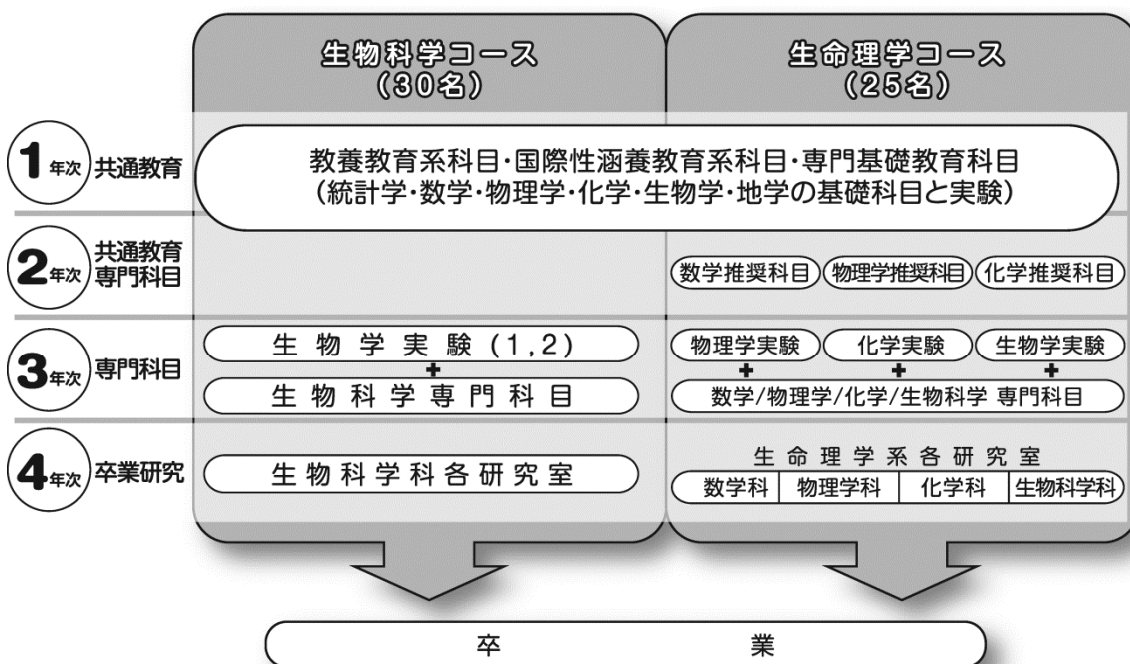 生物科学コース
(30名)
生命理学コース
(25名)
1年次 共通教育
教養教育系科目・国際性涵養教育系科目・専門基礎教育科目
(統計学・数学・物理学・化学・生物学・地学の基礎科目と実験)
2年次 共通教育
専門科目
数学推奨科目 物理学推奨科目 化学推奨科目
3年次 専門科目
生物学実験(1,2)
+
生物科学専門科目
物理学実験 化学実験 生物学実験
+ + +
数学/物理学/化学/生物科学 専門科目
4年次 卒業研究
生物科学科各研究室
生命理学系各研究室
数学科 物理学科 化学科 生物科学科
卒業